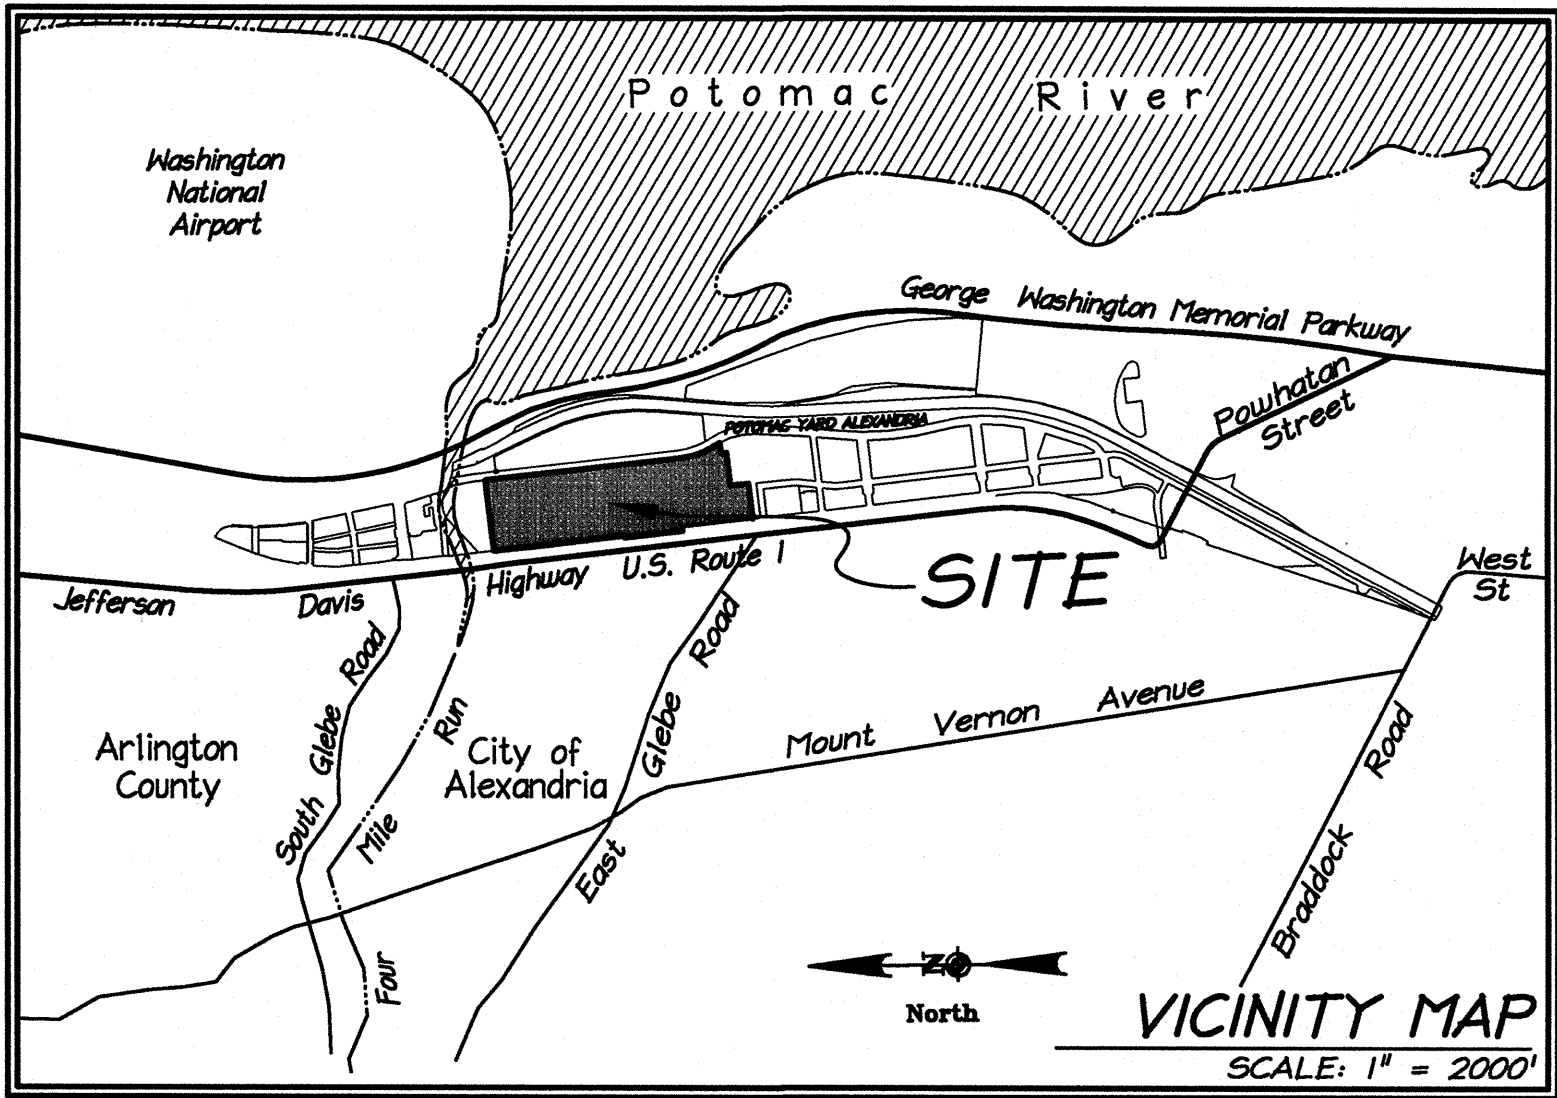 Potomac River
Washington
National
Airport
George Washington Memorial Parkway
Powhatan
Street
POTOMAC YARD ALEXANDRIA
SITE
Jefferson Davis Highway U.S. Route 1
West
St
South Glebe Road
Four Mile Run
East Glebe Road
Mount Vernon Avenue
Braddock Road
Arlington
County
City of
Alexandria
N
North
VICINITY MAP
SCALE: 1" = 2000'